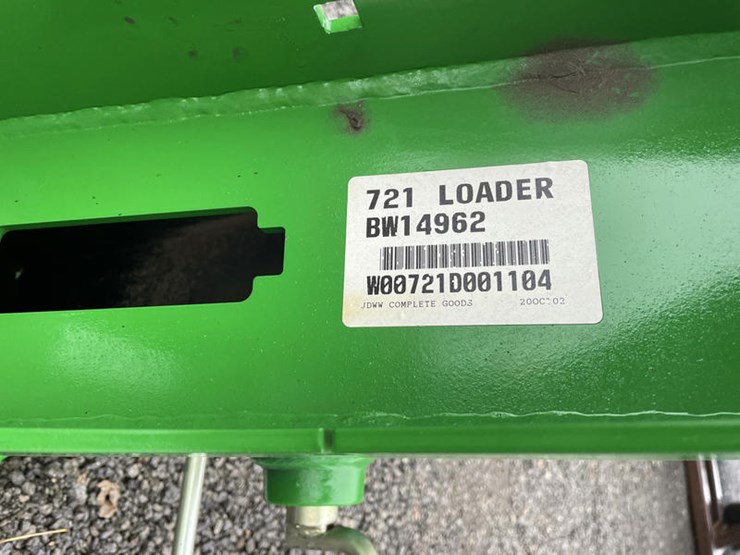 721 LOADER
BW14962
W00721D001104
JDWW COMPLETE GOODS